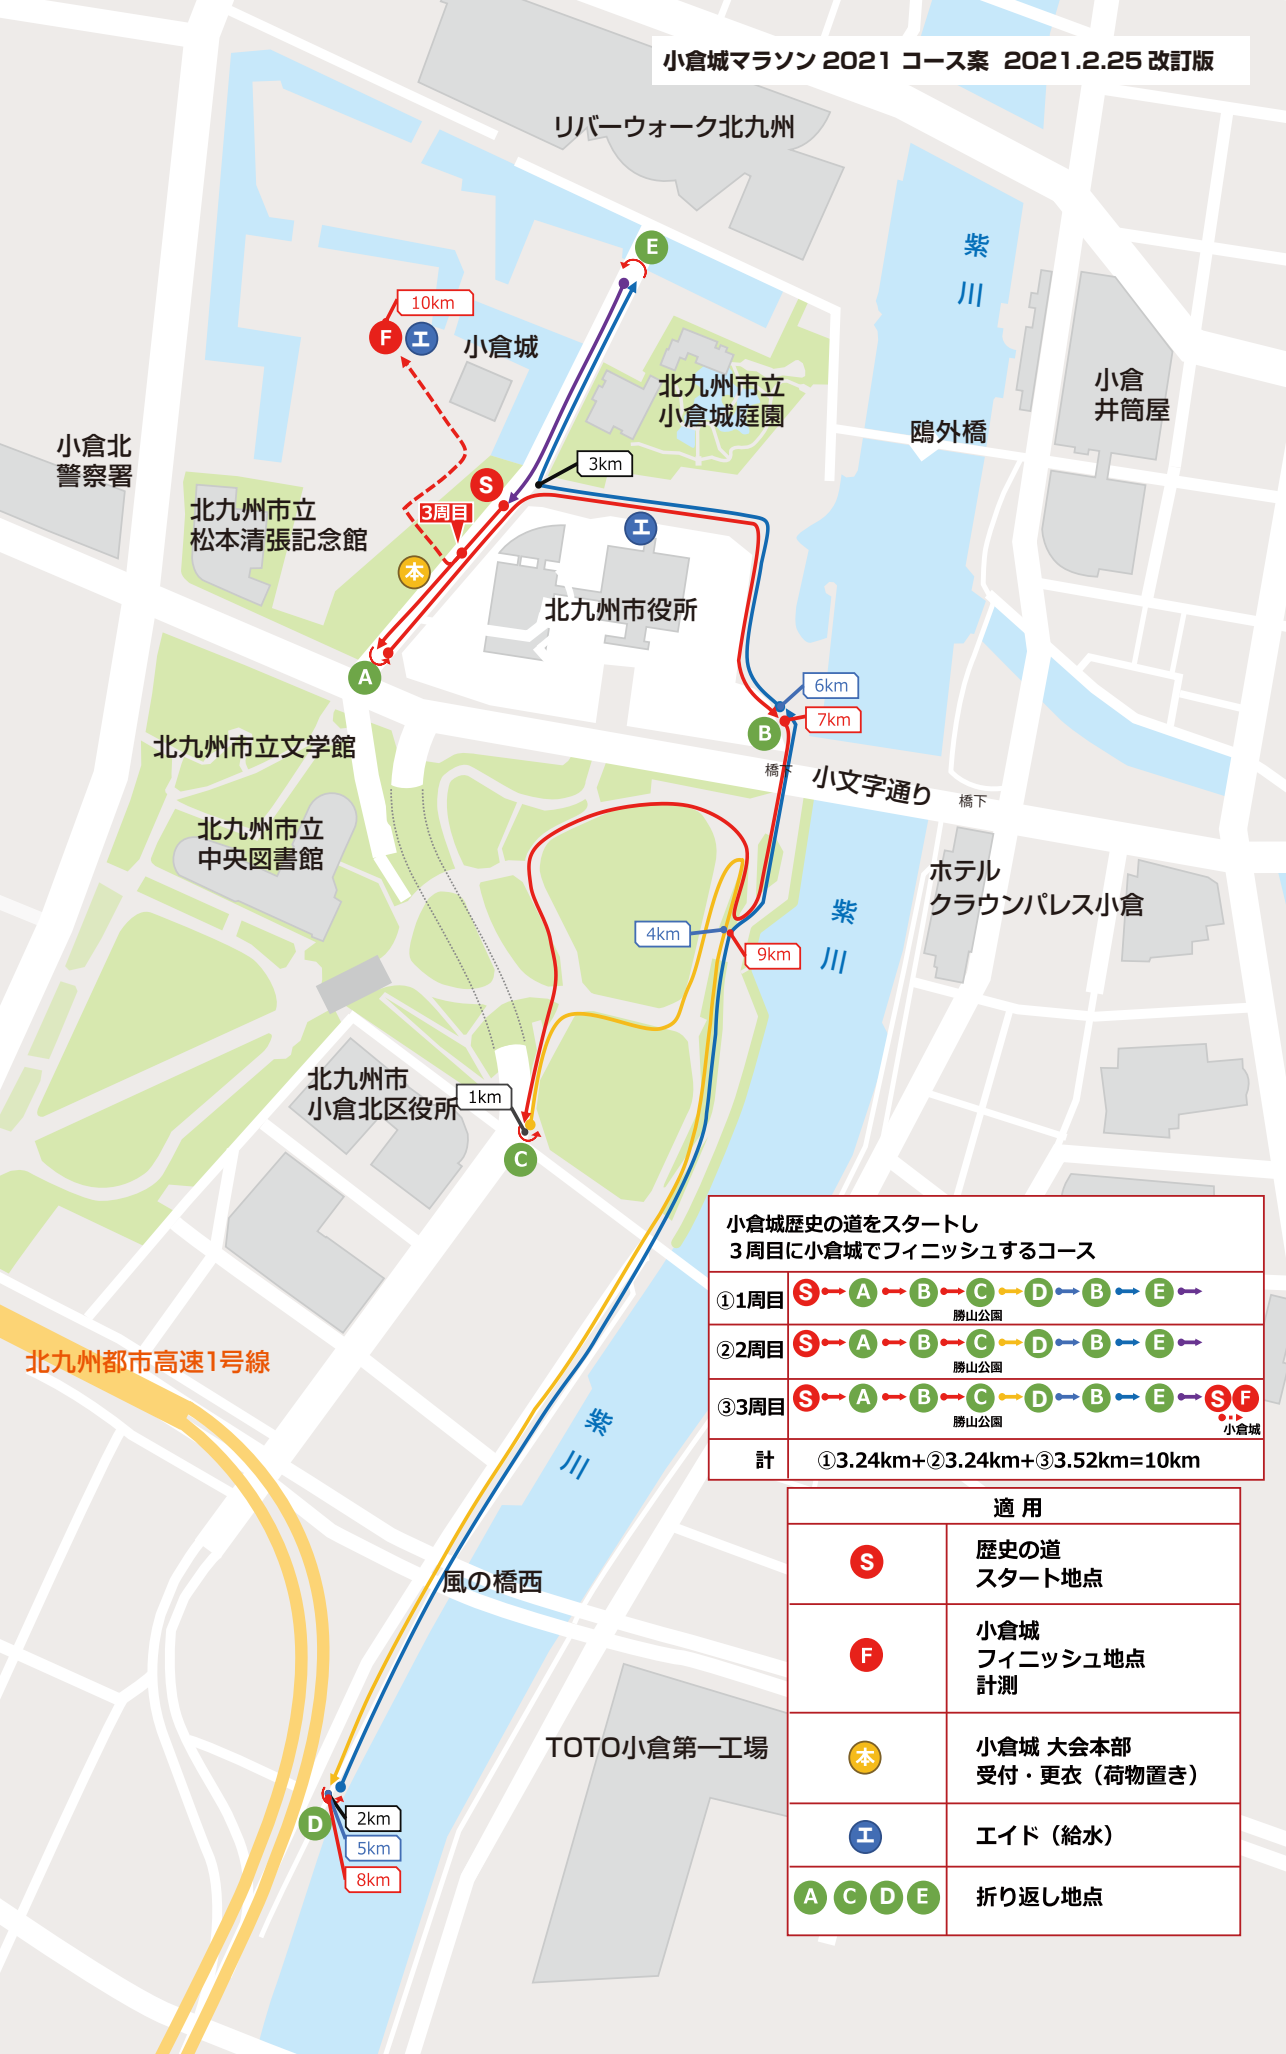 小倉城マラソン 2021 コース案 2021.2.25 改訂版
リバーウォーク北九州
紫
川
E
10km
F
エ
小倉城
北九州市立
小倉城庭園
小倉
井筒屋
鴎外橋
小倉北
警察署
3km
S
北九州市立
松本清張記念館
3周目
エ
本
北九州市役所
A
6km
7km
B
北九州市立文学館
橋下
小文字通り
橋下
北九州市立
中央図書館
ホテル
クラウンパレス小倉
紫
川
4km
9km
北九州市
小倉北区役所
1km
C
小倉城歴史の道をスタートし
3周目に小倉城でフィニッシュするコース
①1周目 S A B C D B E
勝山公園
②2周目 S A B C D B E
勝山公園
③3周目 S A B C D B E S F
勝山公園
小倉城
計 ①3.24km+②3.24km+③3.52km=10km
北九州都市高速1号線
紫
川
適 用
S 歴史の道
スタート地点
F 小倉城
フィニッシュ地点
計測
本 小倉城 大会本部
受付・更衣（荷物置き）
エ エイド（給水）
A C D E 折り返し地点
風の橋西
TOTO小倉第一工場
D
2km
5km
8km